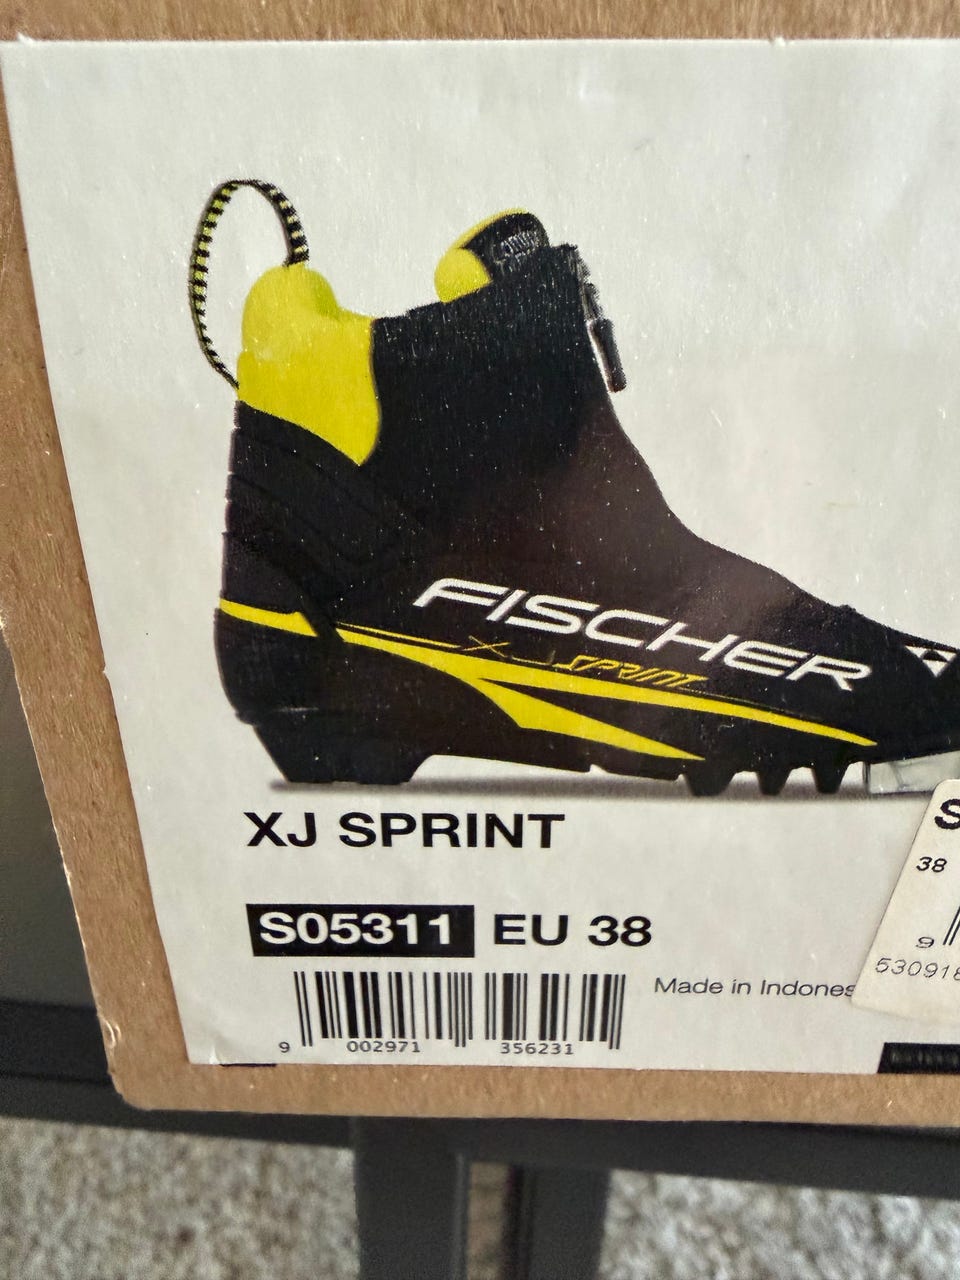 FISCHER
XJ SPRINT
XJ SPRINT
S
38
S05311 EU 38
9
530918
Made in Indones
9 002971 356231